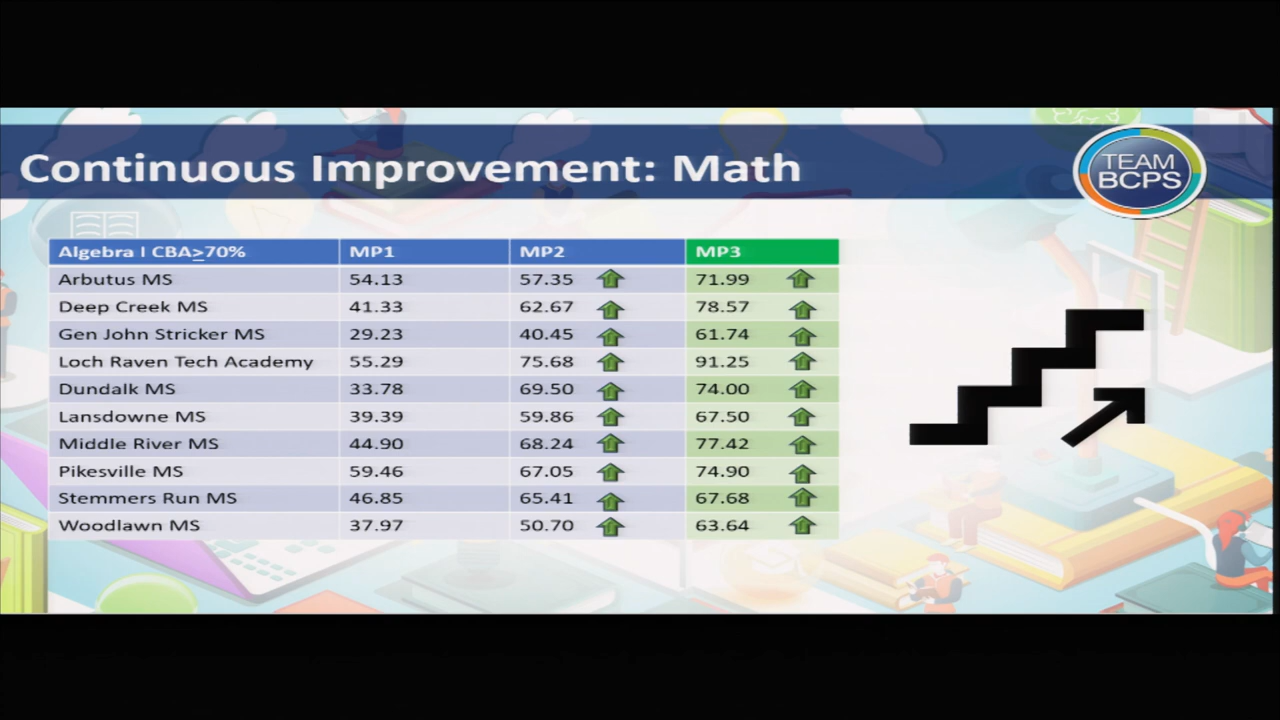 Continuous Improvement: Math
TEAM
BCPS
Algebra I CBA≥70% MP1 MP2 MP3
Arbutus MS 54.13 57.35 71.99
Deep Creek MS 41.33 62.67 78.57
Gen John Stricker MS 29.23 40.45 61.74
Loch Raven Tech Academy 55.29 75.68 91.25
Dundalk MS 33.78 69.50 74.00
Lansdowne MS 39.39 59.86 67.50
Middle River MS 44.90 68.24 77.42
Pikesville MS 59.46 67.05 74.90
Stemmers Run MS 46.85 65.41 67.68
Woodlawn MS 37.97 50.70 63.64